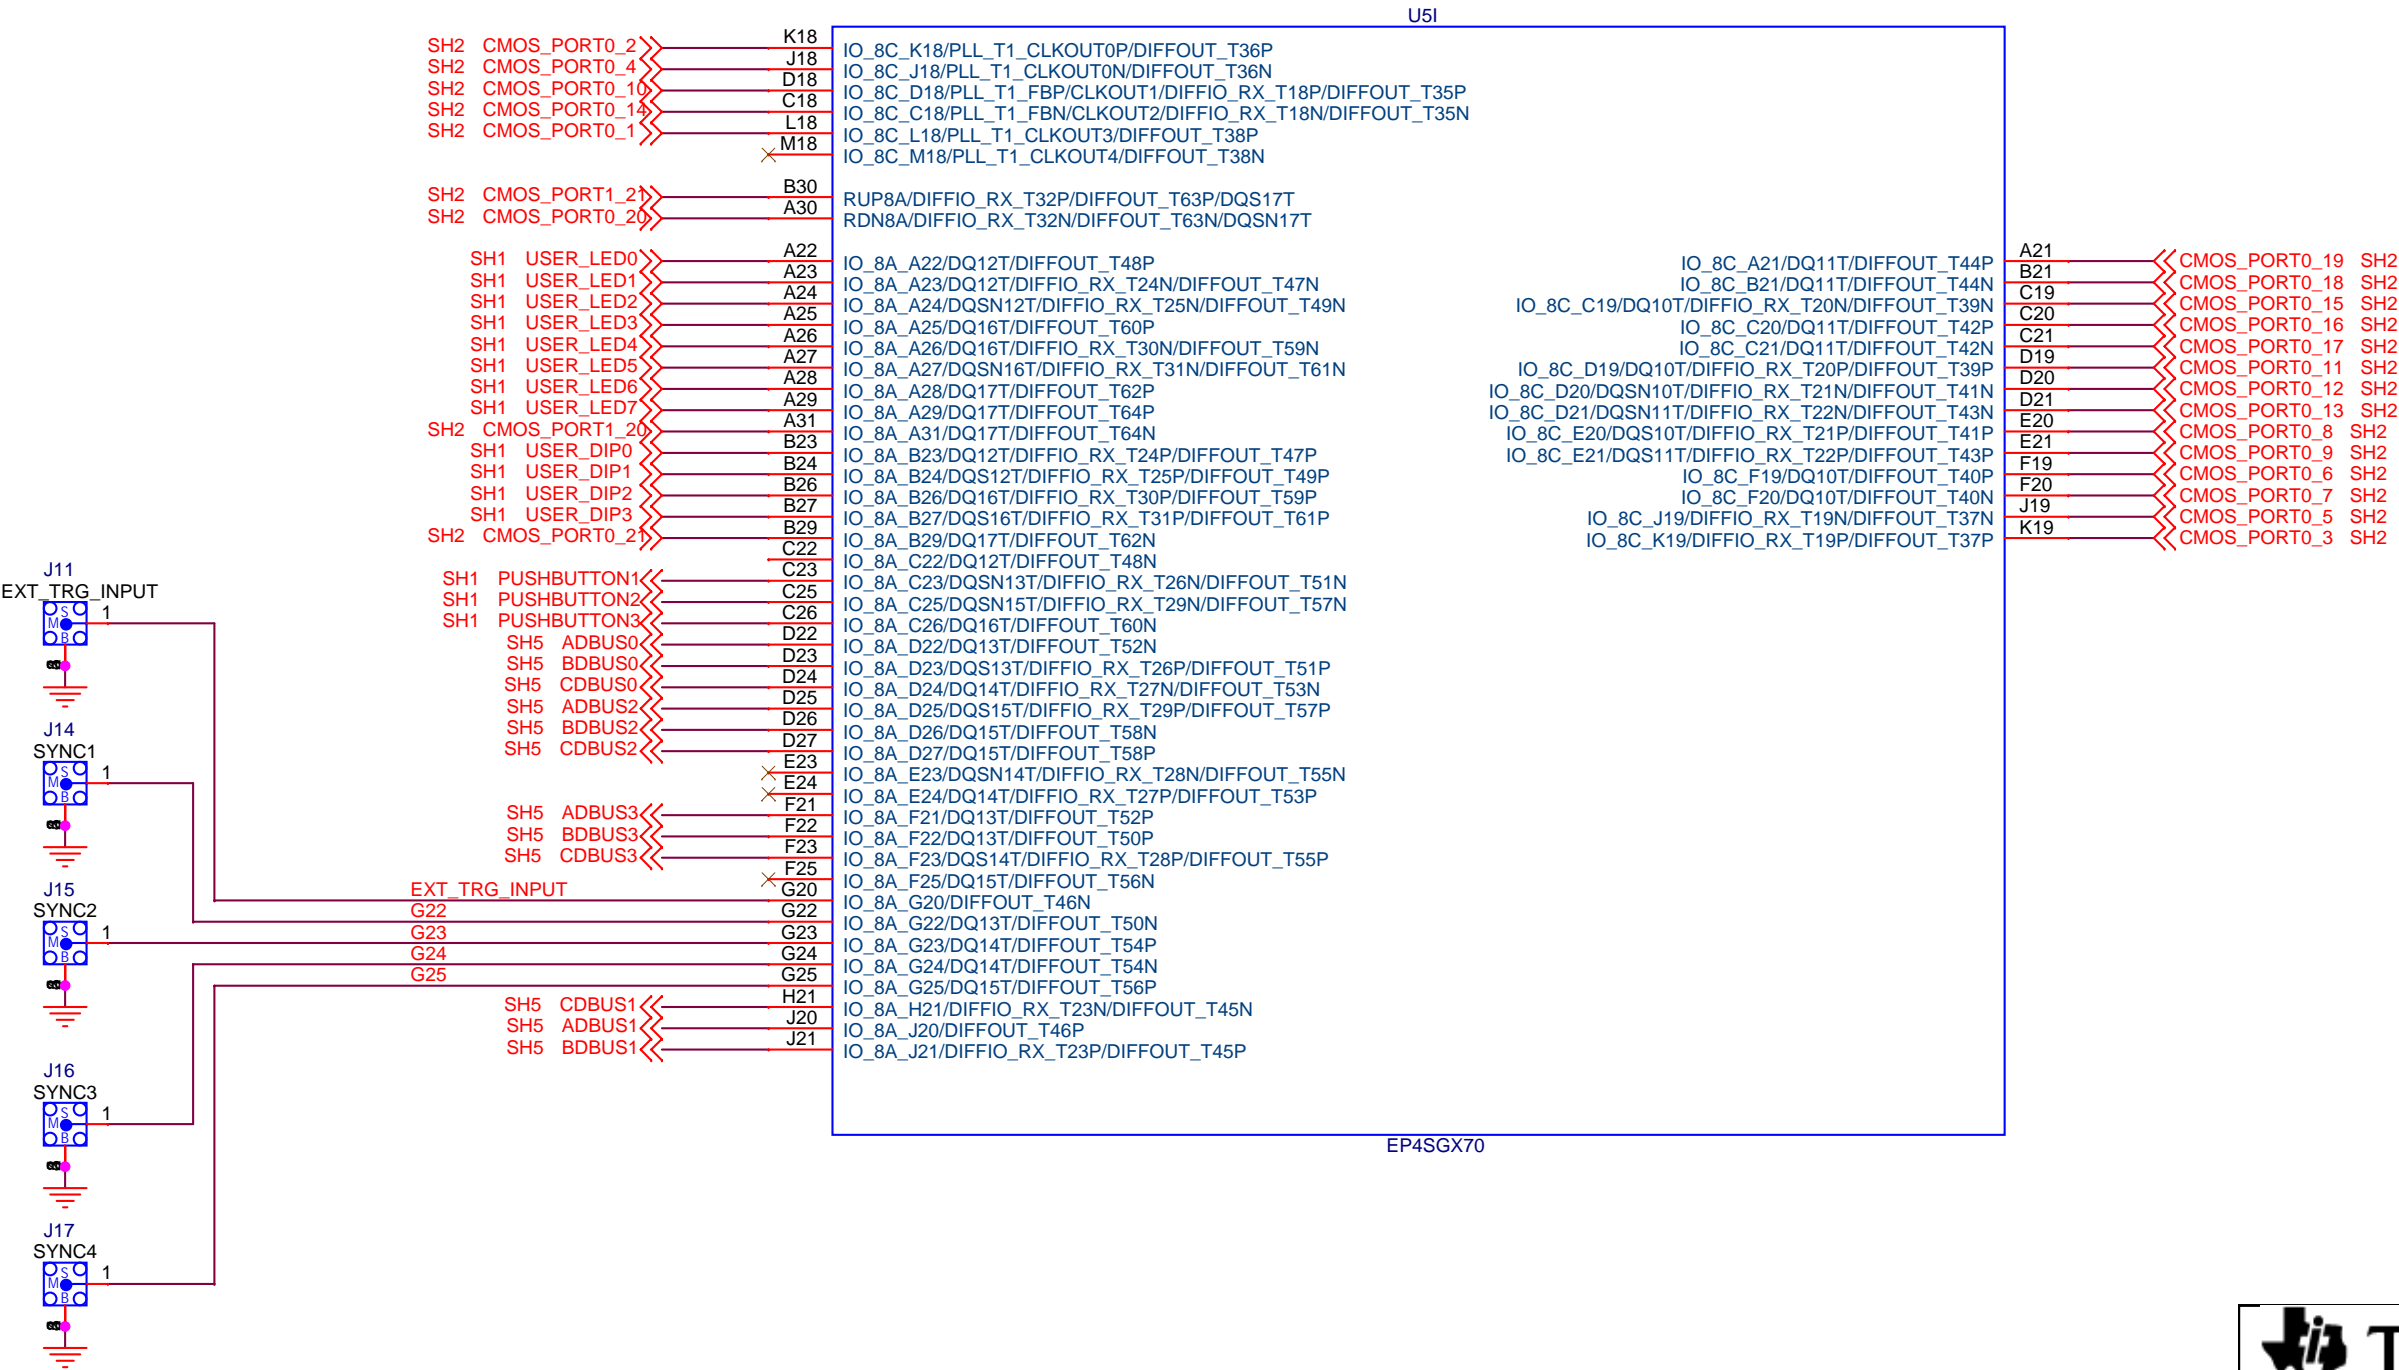 U5I
SH2 CMOS_PORT0_2 K18 IO_8C_K18/PLL_T1_CLKOUT0P/DIFFOUT_T36P
SH2 CMOS_PORT0_4 J18 IO_8C_J18/PLL_T1_CLKOUT0N/DIFFOUT_T36N
SH2 CMOS_PORT0_10 D18 IO_8C_D18/PLL_T1_FBP/CLKOUT1/DIFFIO_RX_T18P/DIFFOUT_T35P
SH2 CMOS_PORT0_14 C18 IO_8C_C18/PLL_T1_FBN/CLKOUT2/DIFFIO_RX_T18N/DIFFOUT_T35N
SH2 CMOS_PORT0_1 L18 IO_8C_L18/PLL_T1_CLKOUT3/DIFFOUT_T38P
M18 IO_8C_M18/PLL_T1_CLKOUT4/DIFFOUT_T38N
SH2 CMOS_PORT1_21 B30 RUP8A/DIFFIO_RX_T32P/DIFFOUT_T63P/DQS17T
SH2 CMOS_PORT0_20 A30 RDN8A/DIFFIO_RX_T32N/DIFFOUT_T63N/DQSN17T
SH1 USER_LED0 A22 IO_8A_A22/DQ12T/DIFFOUT_T48P IO_8C_A21/DQ11T/DIFFOUT_T44P A21 CMOS_PORT0_19 SH2
SH1 USER_LED1 A23 IO_8A_A23/DQ12T/DIFFIO_RX_T24N/DIFFOUT_T47N IO_8C_B21/DQ11T/DIFFOUT_T44N B21 CMOS_PORT0_18 SH2
SH1 USER_LED2 A24 IO_8A_A24/DQSN12T/DIFFIO_RX_T25N/DIFFOUT_T49N IO_8C_C19/DQ10T/DIFFIO_RX_T20N/DIFFOUT_T39N C19 CMOS_PORT0_15 SH2
SH1 USER_LED3 A25 IO_8A_A25/DQ16T/DIFFOUT_T60P IO_8C_C20/DQ11T/DIFFOUT_T42P C20 CMOS_PORT0_16 SH2
SH1 USER_LED4 A26 IO_8A_A26/DQ16T/DIFFIO_RX_T30N/DIFFOUT_T59N IO_8C_C21/DQ11T/DIFFOUT_T42N C21 CMOS_PORT0_17 SH2
SH1 USER_LED5 A27 IO_8A_A27/DQSN16T/DIFFIO_RX_T31N/DIFFOUT_T61N IO_8C_D19/DQ10T/DIFFIO_RX_T20P/DIFFOUT_T39P D19 CMOS_PORT0_11 SH2
SH1 USER_LED6 A28 IO_8A_A28/DQ17T/DIFFOUT_T62P IO_8C_D20/DQSN10T/DIFFIO_RX_T21N/DIFFOUT_T41N D20 CMOS_PORT0_12 SH2
SH1 USER_LED7 A29 IO_8A_A29/DQ17T/DIFFOUT_T64P IO_8C_D21/DQSN11T/DIFFIO_RX_T22N/DIFFOUT_T43N D21 CMOS_PORT0_13 SH2
SH2 CMOS_PORT1_20 A31 IO_8A_A31/DQ17T/DIFFOUT_T64N IO_8C_E20/DQS10T/DIFFIO_RX_T21P/DIFFOUT_T41P E20 CMOS_PORT0_8 SH2
SH1 USER_DIP0 B23 IO_8A_B23/DQ12T/DIFFIO_RX_T24P/DIFFOUT_T47P IO_8C_E21/DQS11T/DIFFIO_RX_T22P/DIFFOUT_T43P E21 CMOS_PORT0_9 SH2
SH1 USER_DIP1 B24 IO_8A_B24/DQS12T/DIFFIO_RX_T25P/DIFFOUT_T49P IO_8C_F19/DQ10T/DIFFOUT_T40P F19 CMOS_PORT0_6 SH2
SH1 USER_DIP2 B26 IO_8A_B26/DQ16T/DIFFIO_RX_T30P/DIFFOUT_T59P IO_8C_F20/DQ10T/DIFFOUT_T40N F20 CMOS_PORT0_7 SH2
SH1 USER_DIP3 B27 IO_8A_B27/DQS16T/DIFFIO_RX_T31P/DIFFOUT_T61P IO_8C_J19/DIFFIO_RX_T19N/DIFFOUT_T37N J19 CMOS_PORT0_5 SH2
SH2 CMOS_PORT0_21 B29 IO_8A_B29/DQ17T/DIFFOUT_T62N IO_8C_K19/DIFFIO_RX_T19P/DIFFOUT_T37P K19 CMOS_PORT0_3 SH2
C22 IO_8A_C22/DQ12T/DIFFOUT_T48N
SH1 PUSHBUTTON1 C23 IO_8A_C23/DQSN13T/DIFFIO_RX_T26N/DIFFOUT_T51N
SH1 PUSHBUTTON2 C25 IO_8A_C25/DQSN15T/DIFFIO_RX_T29N/DIFFOUT_T57N
SH1 PUSHBUTTON3 C26 IO_8A_C26/DQ16T/DIFFOUT_T60N
SH5 ADBUS0 D22 IO_8A_D22/DQ13T/DIFFOUT_T52N
SH5 BDBUS0 D23 IO_8A_D23/DQS13T/DIFFIO_RX_T26P/DIFFOUT_T51P
SH5 CDBUS0 D24 IO_8A_D24/DQ14T/DIFFIO_RX_T27N/DIFFOUT_T53N
SH5 ADBUS2 D25 IO_8A_D25/DQS15T/DIFFIO_RX_T29P/DIFFOUT_T57P
SH5 BDBUS2 D26 IO_8A_D26/DQ15T/DIFFOUT_T58N
SH5 CDBUS2 D27 IO_8A_D27/DQ15T/DIFFOUT_T58P
E23 IO_8A_E23/DQSN14T/DIFFIO_RX_T28N/DIFFOUT_T55N
E24 IO_8A_E24/DQ14T/DIFFIO_RX_T27P/DIFFOUT_T53P
SH5 ADBUS3 F21 IO_8A_F21/DQ13T/DIFFOUT_T52P
SH5 BDBUS3 F22 IO_8A_F22/DQ13T/DIFFOUT_T50P
SH5 CDBUS3 F23 IO_8A_F23/DQS14T/DIFFIO_RX_T28P/DIFFOUT_T55P
F25 IO_8A_F25/DQ15T/DIFFOUT_T56N
EXT_TRG_INPUT G20 IO_8A_G20/DIFFOUT_T46N
G22 G22 IO_8A_G22/DQ13T/DIFFOUT_T50N
G23 G23 IO_8A_G23/DQ14T/DIFFOUT_T54P
G24 G24 IO_8A_G24/DQ14T/DIFFOUT_T54N
G25 G25 IO_8A_G25/DQ15T/DIFFOUT_T56P
SH5 CDBUS1 H21 IO_8A_H21/DIFFIO_RX_T23N/DIFFOUT_T45N
SH5 ADBUS1 J20 IO_8A_J20/DIFFOUT_T46P
SH5 BDBUS1 J21 IO_8A_J21/DIFFIO_RX_T23P/DIFFOUT_T45P
EP4SGX70
J11
EXT_TRG_INPUT
S
M 1
B
J14
SYNC1
S
M 1
B
J15
SYNC2
S
M 1
B
J16
SYNC3
S
M 1
B
J17
SYNC4
S
M 1
B
ti T